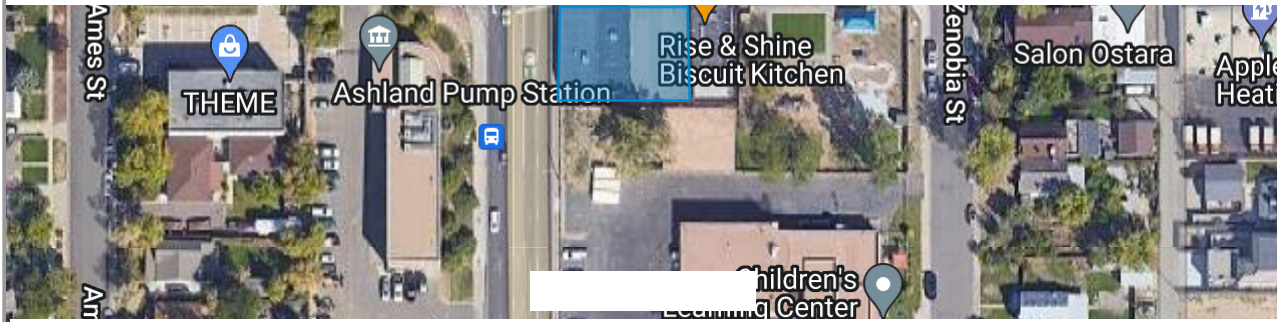 Ames St
THEME
Ashland Pump Station
Rise & Shine
Biscuit Kitchen
Zenobia St
Salon Ostara
Apple
Heati
Am
Children's
Learning Center